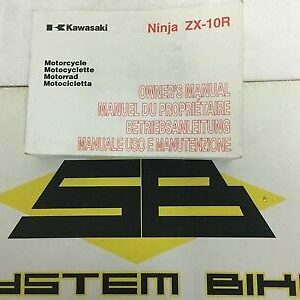 Kawasaki
Ninja ZX-10R
Motorcycle
Motocyclette
Motorrad
Motocicletta
OWNER'S MANUAL
MANUEL DU PROPRIÉTAIRE
BETRIEBSANLEITUNG
MANUALE USO E MANUTENZIONE
SB
YSTEM BIK